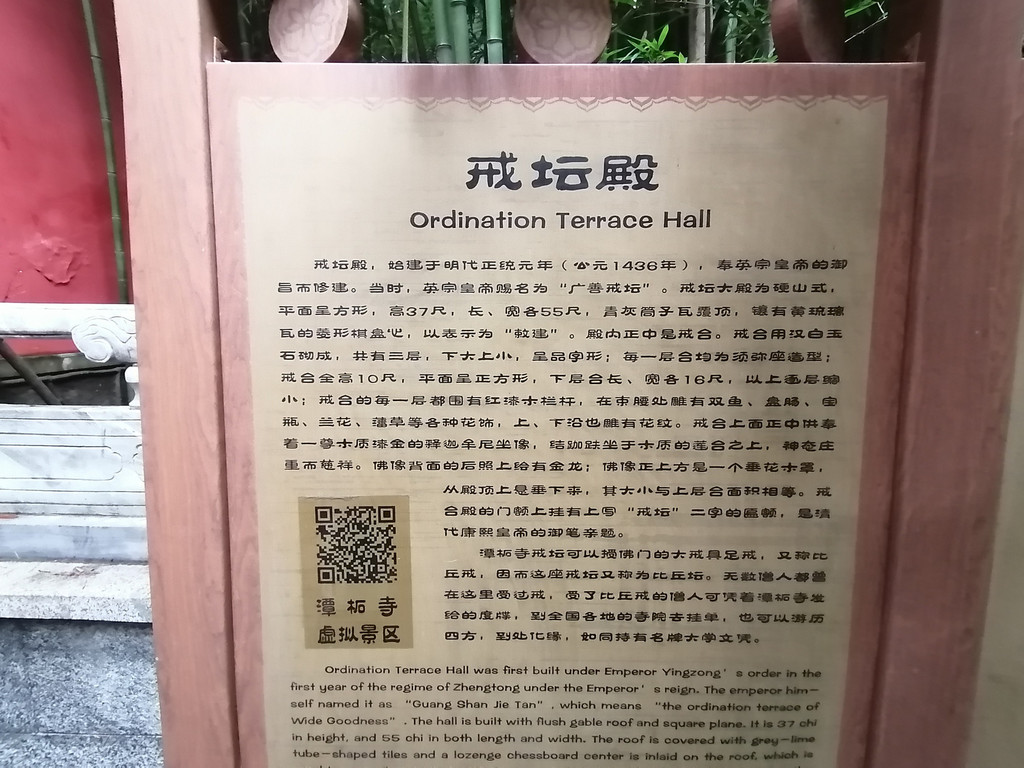 戒坛殿
Ordination Terrace Hall
戒坛殿，始建于明代正统元年（公元1436年），奉英宗皇帝的御
旨而修建。当时，英宗皇帝赐名为“广善戒坛”。戒坛大殿为硬山式，
平面呈方形，高37尺，长、宽各55尺，青灰筒子瓦覆顶，镶有黄琉璃
瓦的菱形棋盘心，以表示为“敕建”。殿内正中是戒台。戒台用汉白玉
石砌成，共有三层，下大上小，呈品字形；每一层台均为须弥座造型；
戒台全高10尺，平面呈正方形，下层台长、宽各16尺，以上逐层缩
小；戒台的每一层都围有红漆木栏杆，在束腰处雕有双鱼、盘肠、宝
瓶、兰花、蒲草等各种花饰，上、下沿也雕有花纹。戒台上面正中供奉
着一尊木质漆金的释迦牟尼坐像，结跏趺坐于木质的莲台之上，神态庄
重而慈祥。佛像背面的后照上绘有金龙；佛像正上方是一个垂花木罩，
从殿顶上悬垂下来，其大小与上层台面积相等。戒
台殿的门额上挂有上写“戒坛”二字的匾额，是清
代康熙皇帝的御笔亲题。
潭柘寺戒坛可以授佛门的大戒具足戒，又称比
丘戒，因而这座戒坛又称为比丘坛。无数僧人都曾
在这里受过戒，受了比丘戒的僧人可凭着潭柘寺发
给的度牒，到全国各地的寺院去挂单，也可以游历
四方，到处化缘，如同持有名牌大学文凭。
潭柘寺
虚拟景区
Ordination Terrace Hall was first built under Emperor Yingzong's order in the
first year of the regime of Zhengtong under the Emperor's reign. The emperor him-
self named it as "Guang Shan Jie Tan", which means "the ordination terrace of
Wide Goodness". The hall is built with flush gable roof and square plane. It is 37 chi
in height, and 55 chi in both length and width. The roof is covered with grey-lime
tube-shaped tiles and a lozenge chessboard center is inlaid on the roof, which is